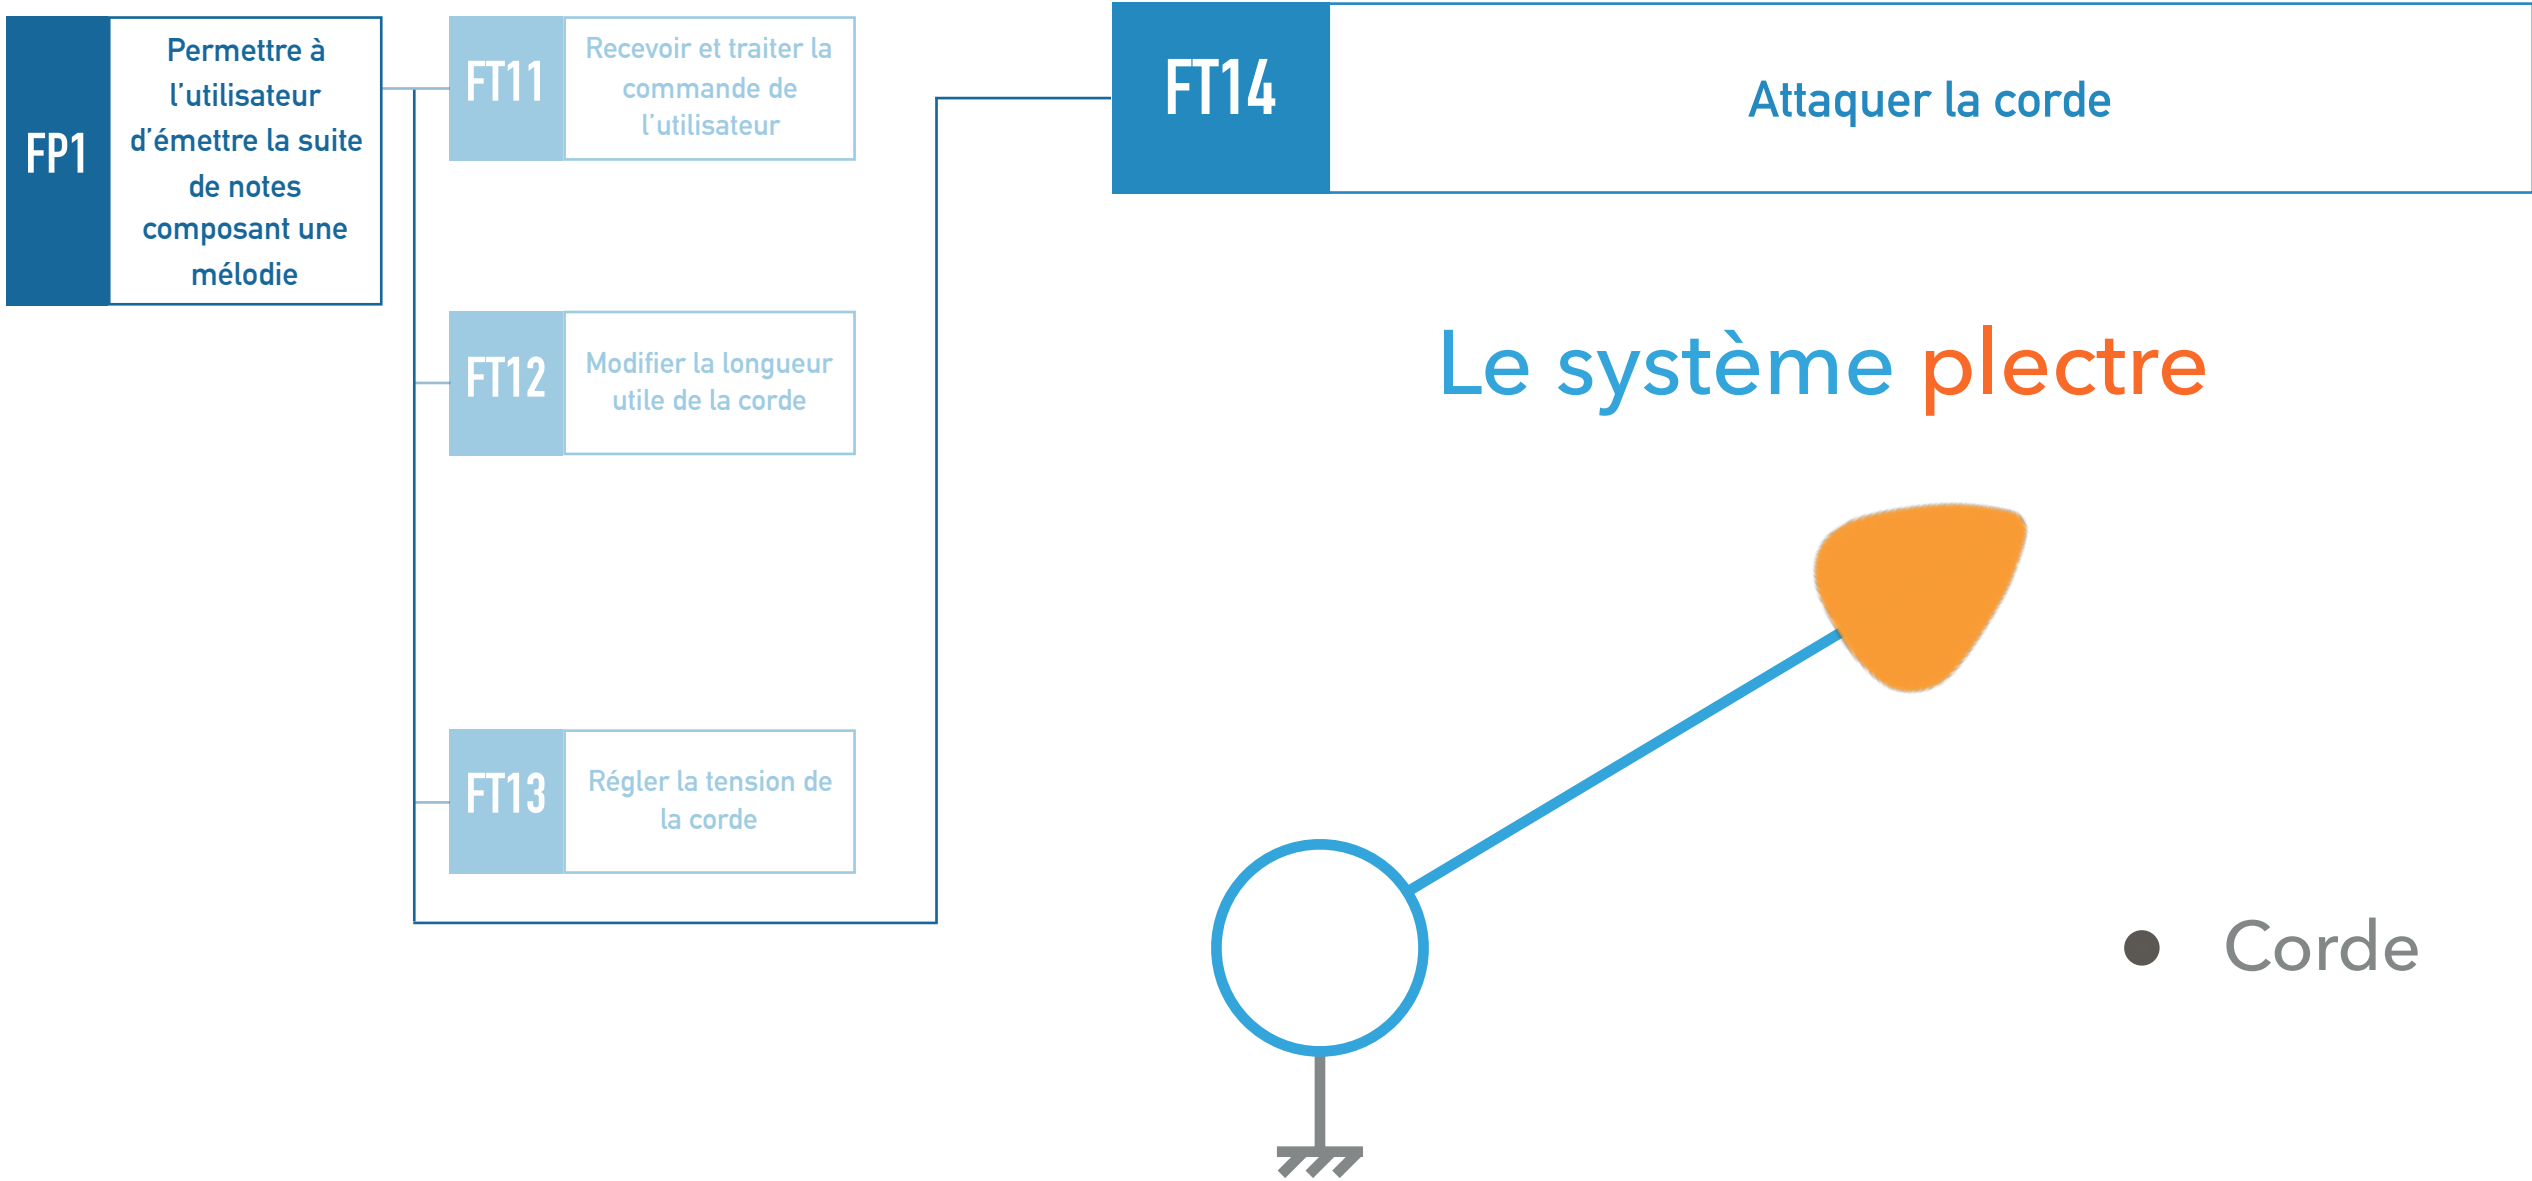 FP1
Permettre à
l’utilisateur
d’émettre la suite
de notes
composant une
mélodie
FT11
Recevoir et traiter la
commande de
l’utilisateur
FT12
Modifier la longueur
utile de la corde
FT13
Régler la tension de
la corde
FT14
Attaquer la corde
Le système plectre
Corde